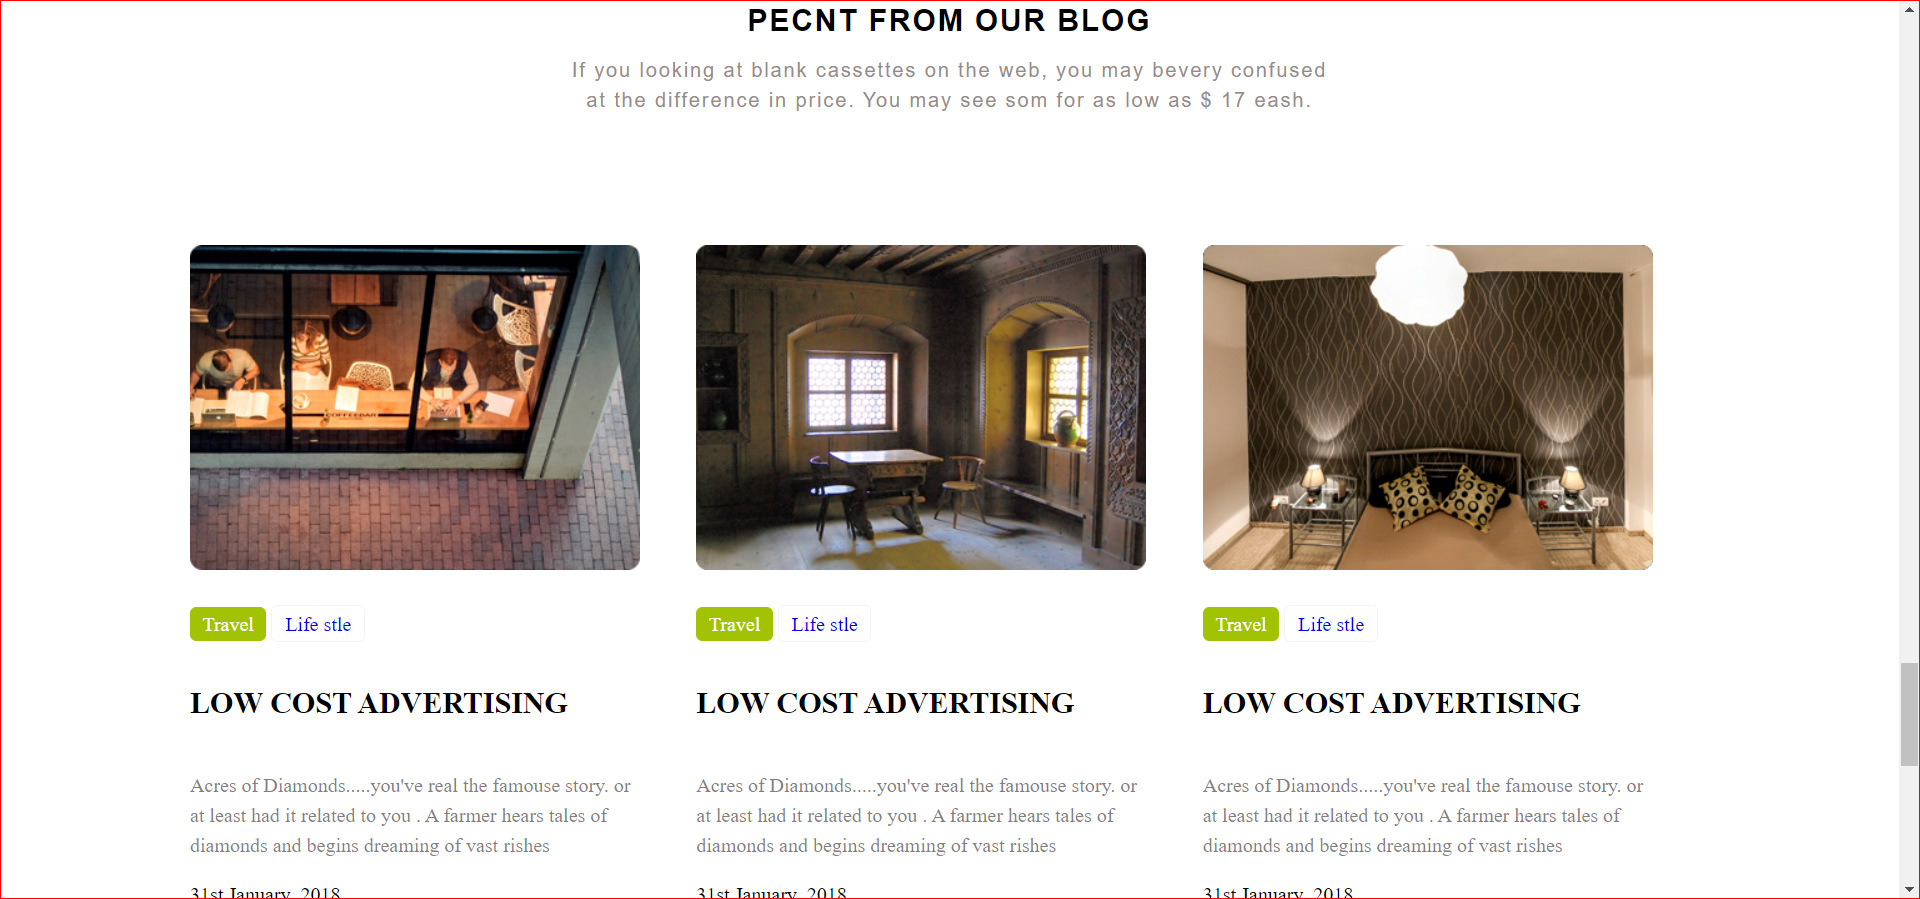 PECNT FROM OUR BLOG
If you looking at blank cassettes on the web, you may bevery confused
at the difference in price. You may see som for as low as $ 17 eash.
COFFEEBAR
Travel Life stle
LOW COST ADVERTISING
Acres of Diamonds.....you've real the famouse story. or
at least had it related to you . A farmer hears tales of
diamonds and begins dreaming of vast rishes
31st January, 2018
Travel Life stle
LOW COST ADVERTISING
Acres of Diamonds.....you've real the famouse story. or
at least had it related to you . A farmer hears tales of
diamonds and begins dreaming of vast rishes
31st January, 2018
Travel Life stle
LOW COST ADVERTISING
Acres of Diamonds.....you've real the famouse story. or
at least had it related to you . A farmer hears tales of
diamonds and begins dreaming of vast rishes
31st January, 2018